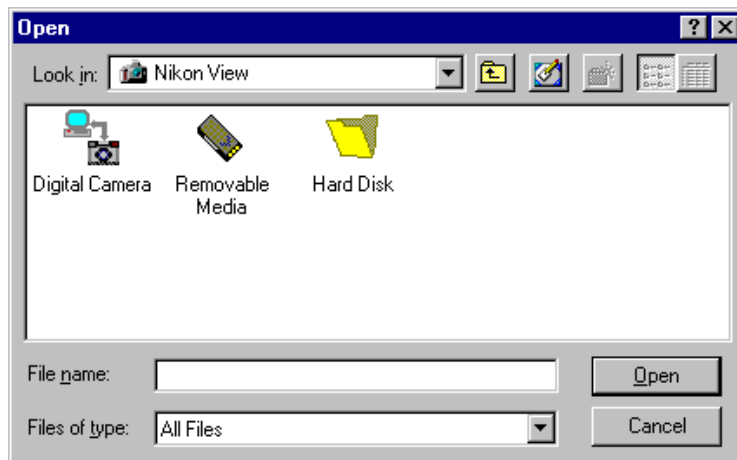 Open
Look in: Nikon View
Digital Camera
Removable
Media
Hard Disk
File name:
Open
Files of type: All Files
Cancel